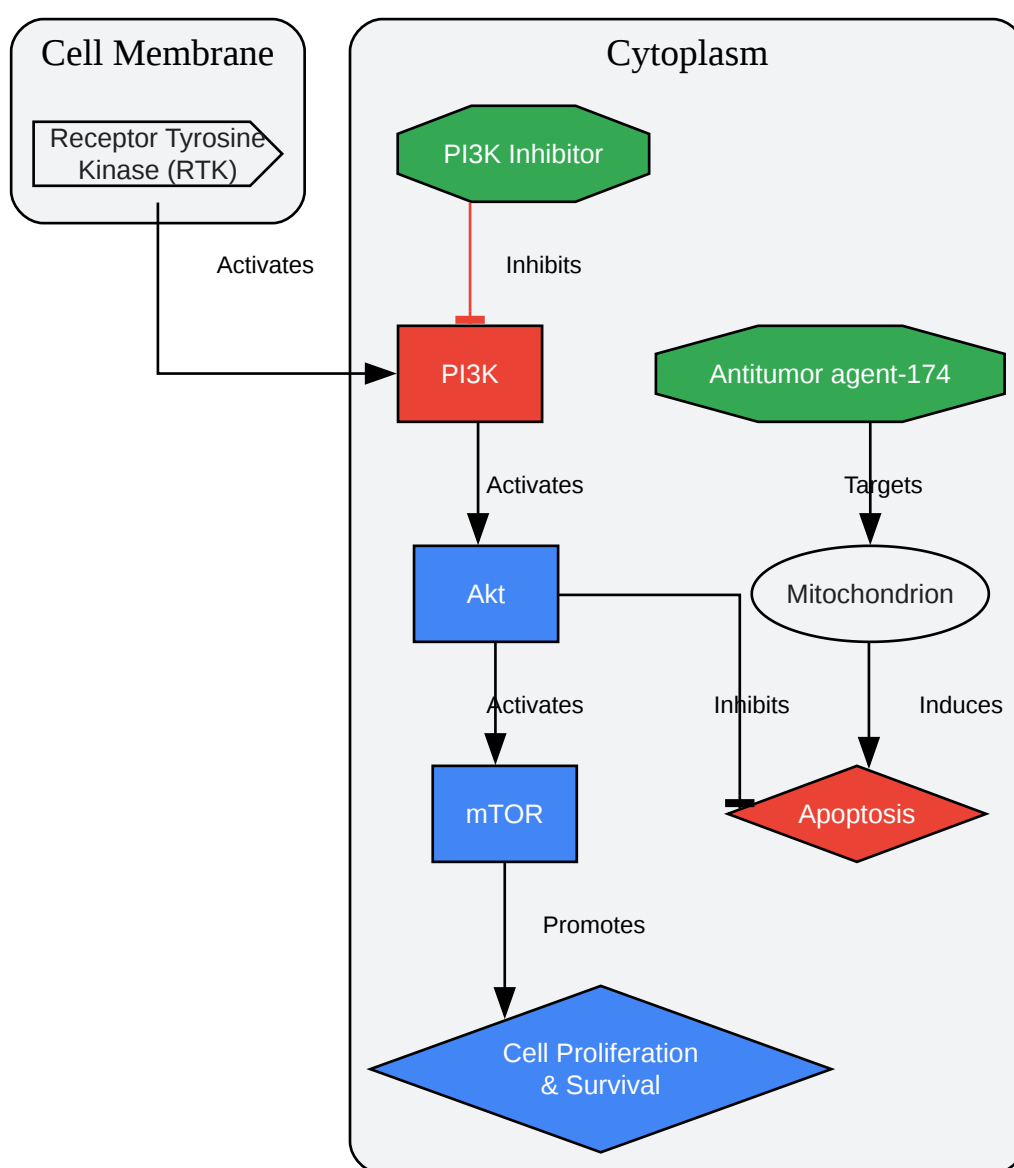 Cell Membrane
Cytoplasm
Receptor Tyrosine
Kinase (RTK)
PI3K Inhibitor
Activates
Inhibits
PI3K
Antitumor agent-174
Activates
Targets
Akt
Mitochondrion
Activates
Inhibits
Induces
mTOR
Apoptosis
Promotes
Cell Proliferation
& Survival